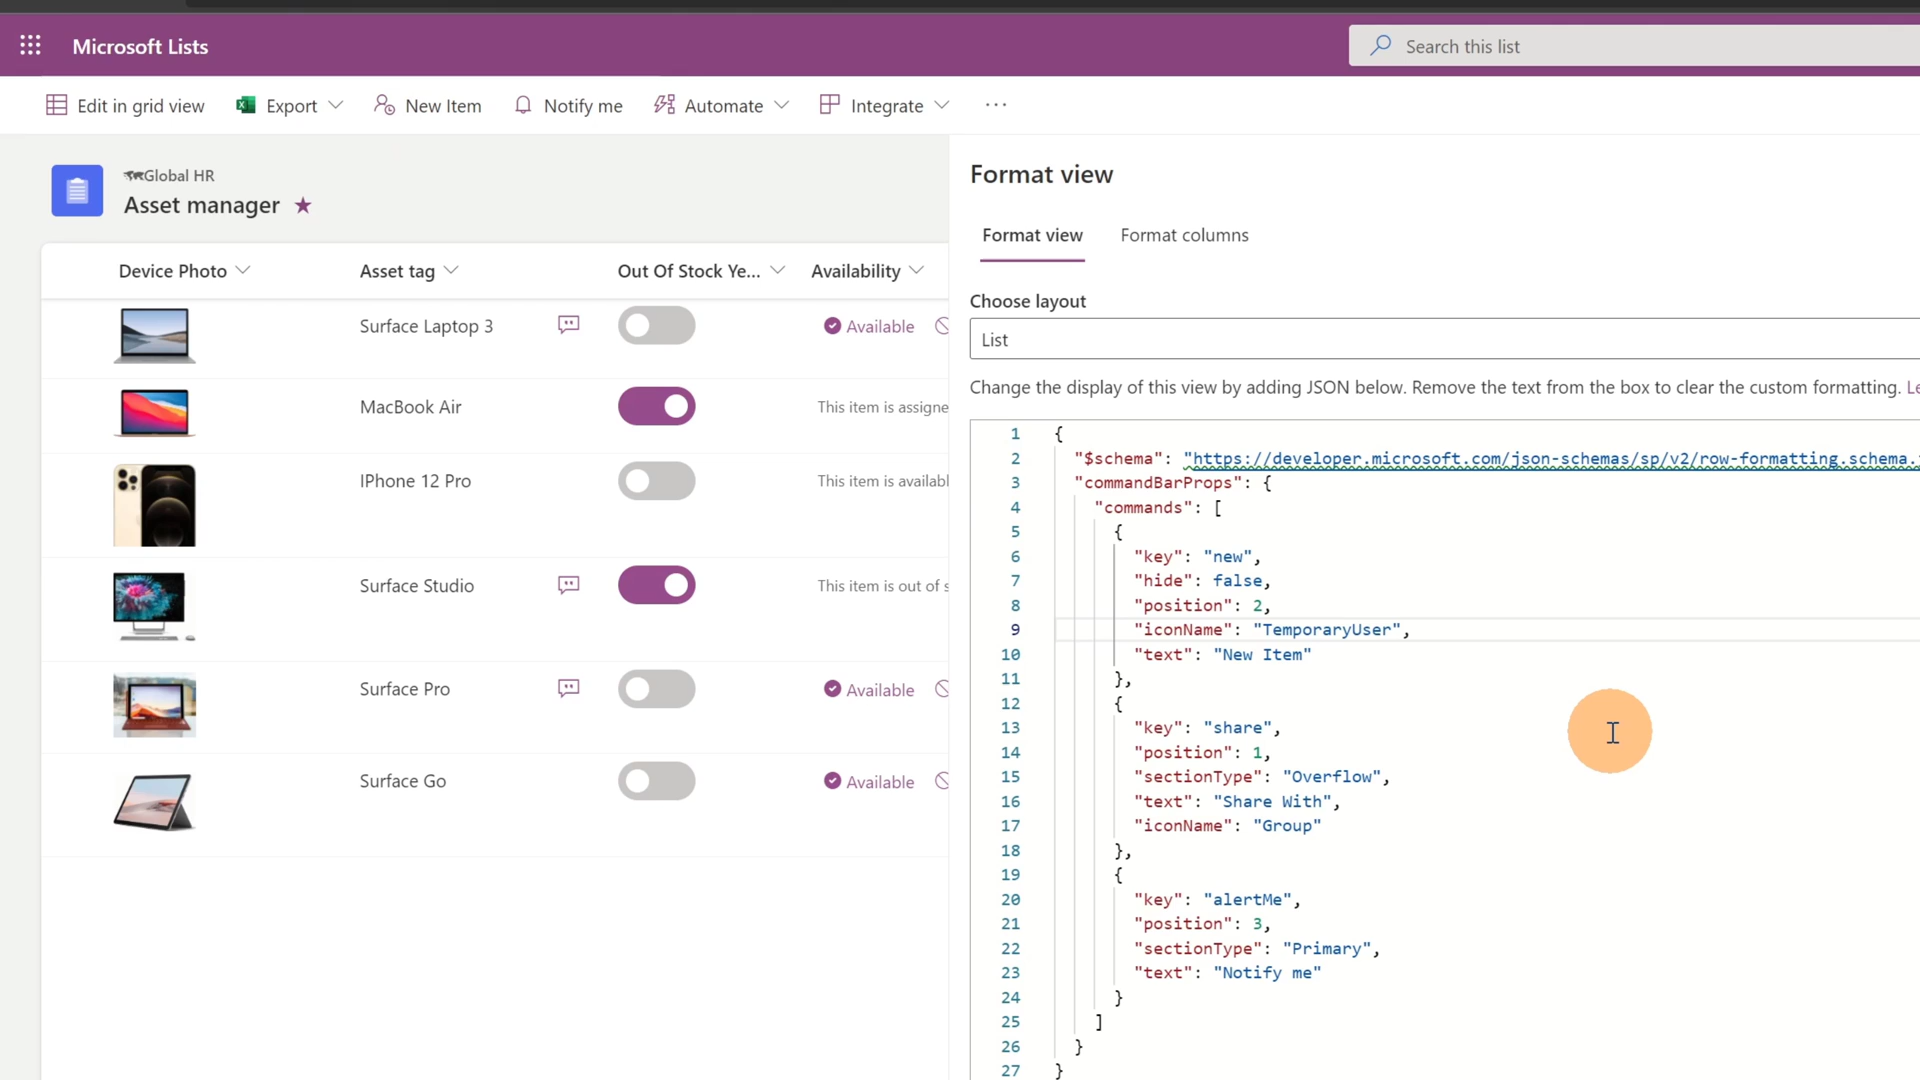 Microsoft Lists
Search this list
Edit in grid view
Export
New Item
Notify me
Automate
Integrate
Global HR
Asset manager
Device Photo
Asset tag
Out Of Stock Ye...
Availability
Surface Laptop 3
Available
MacBook Air
This item is assigne
IPhone 12 Pro
This item is availabl
Surface Studio
This item is out of s
Surface Pro
Available
Surface Go
Available
Format view
Format view
Format columns
Choose layout
List
Change the display of this view by adding JSON below. Remove the text from the box to clear the custom formatting. Le
1 {
2 "$schema": "https://developer.microsoft.com/json-schemas/sp/v2/row-formatting.schema.
3 "commandBarProps": {
4 "commands": [
5 {
6 "key": "new",
7 "hide": false,
8 "position": 2,
9 "iconName": "TemporaryUser",
10 "text": "New Item"
11 },
12 {
13 "key": "share",
14 "position": 1,
15 "sectionType": "Overflow",
16 "text": "Share With",
17 "iconName": "Group"
18 },
19 {
20 "key": "alertMe",
21 "position": 3,
22 "sectionType": "Primary",
23 "text": "Notify me"
24 }
25 ]
26 }
27 }